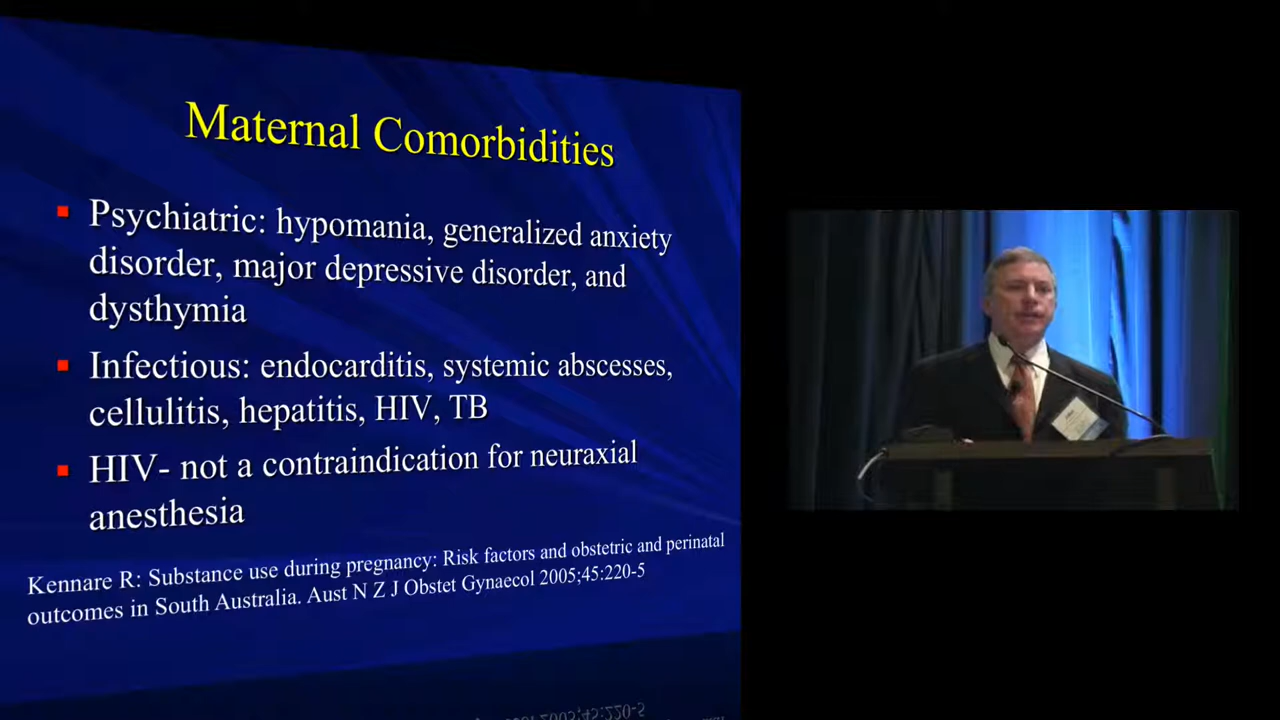 Maternal Comorbidities
Psychiatric: hypomania, generalized anxiety
disorder, major depressive disorder, and
dysthymia
Infectious: endocarditis, systemic abscesses,
cellulitis, hepatitis, HIV, TB
HIV- not a contraindication for neuraxial
anesthesia
Kennare R: Substance use during pregnancy: Risk factors and obstetric and perinatal
outcomes in South Australia. Aust N Z J Obstet Gynaecol 2005;45:220-5